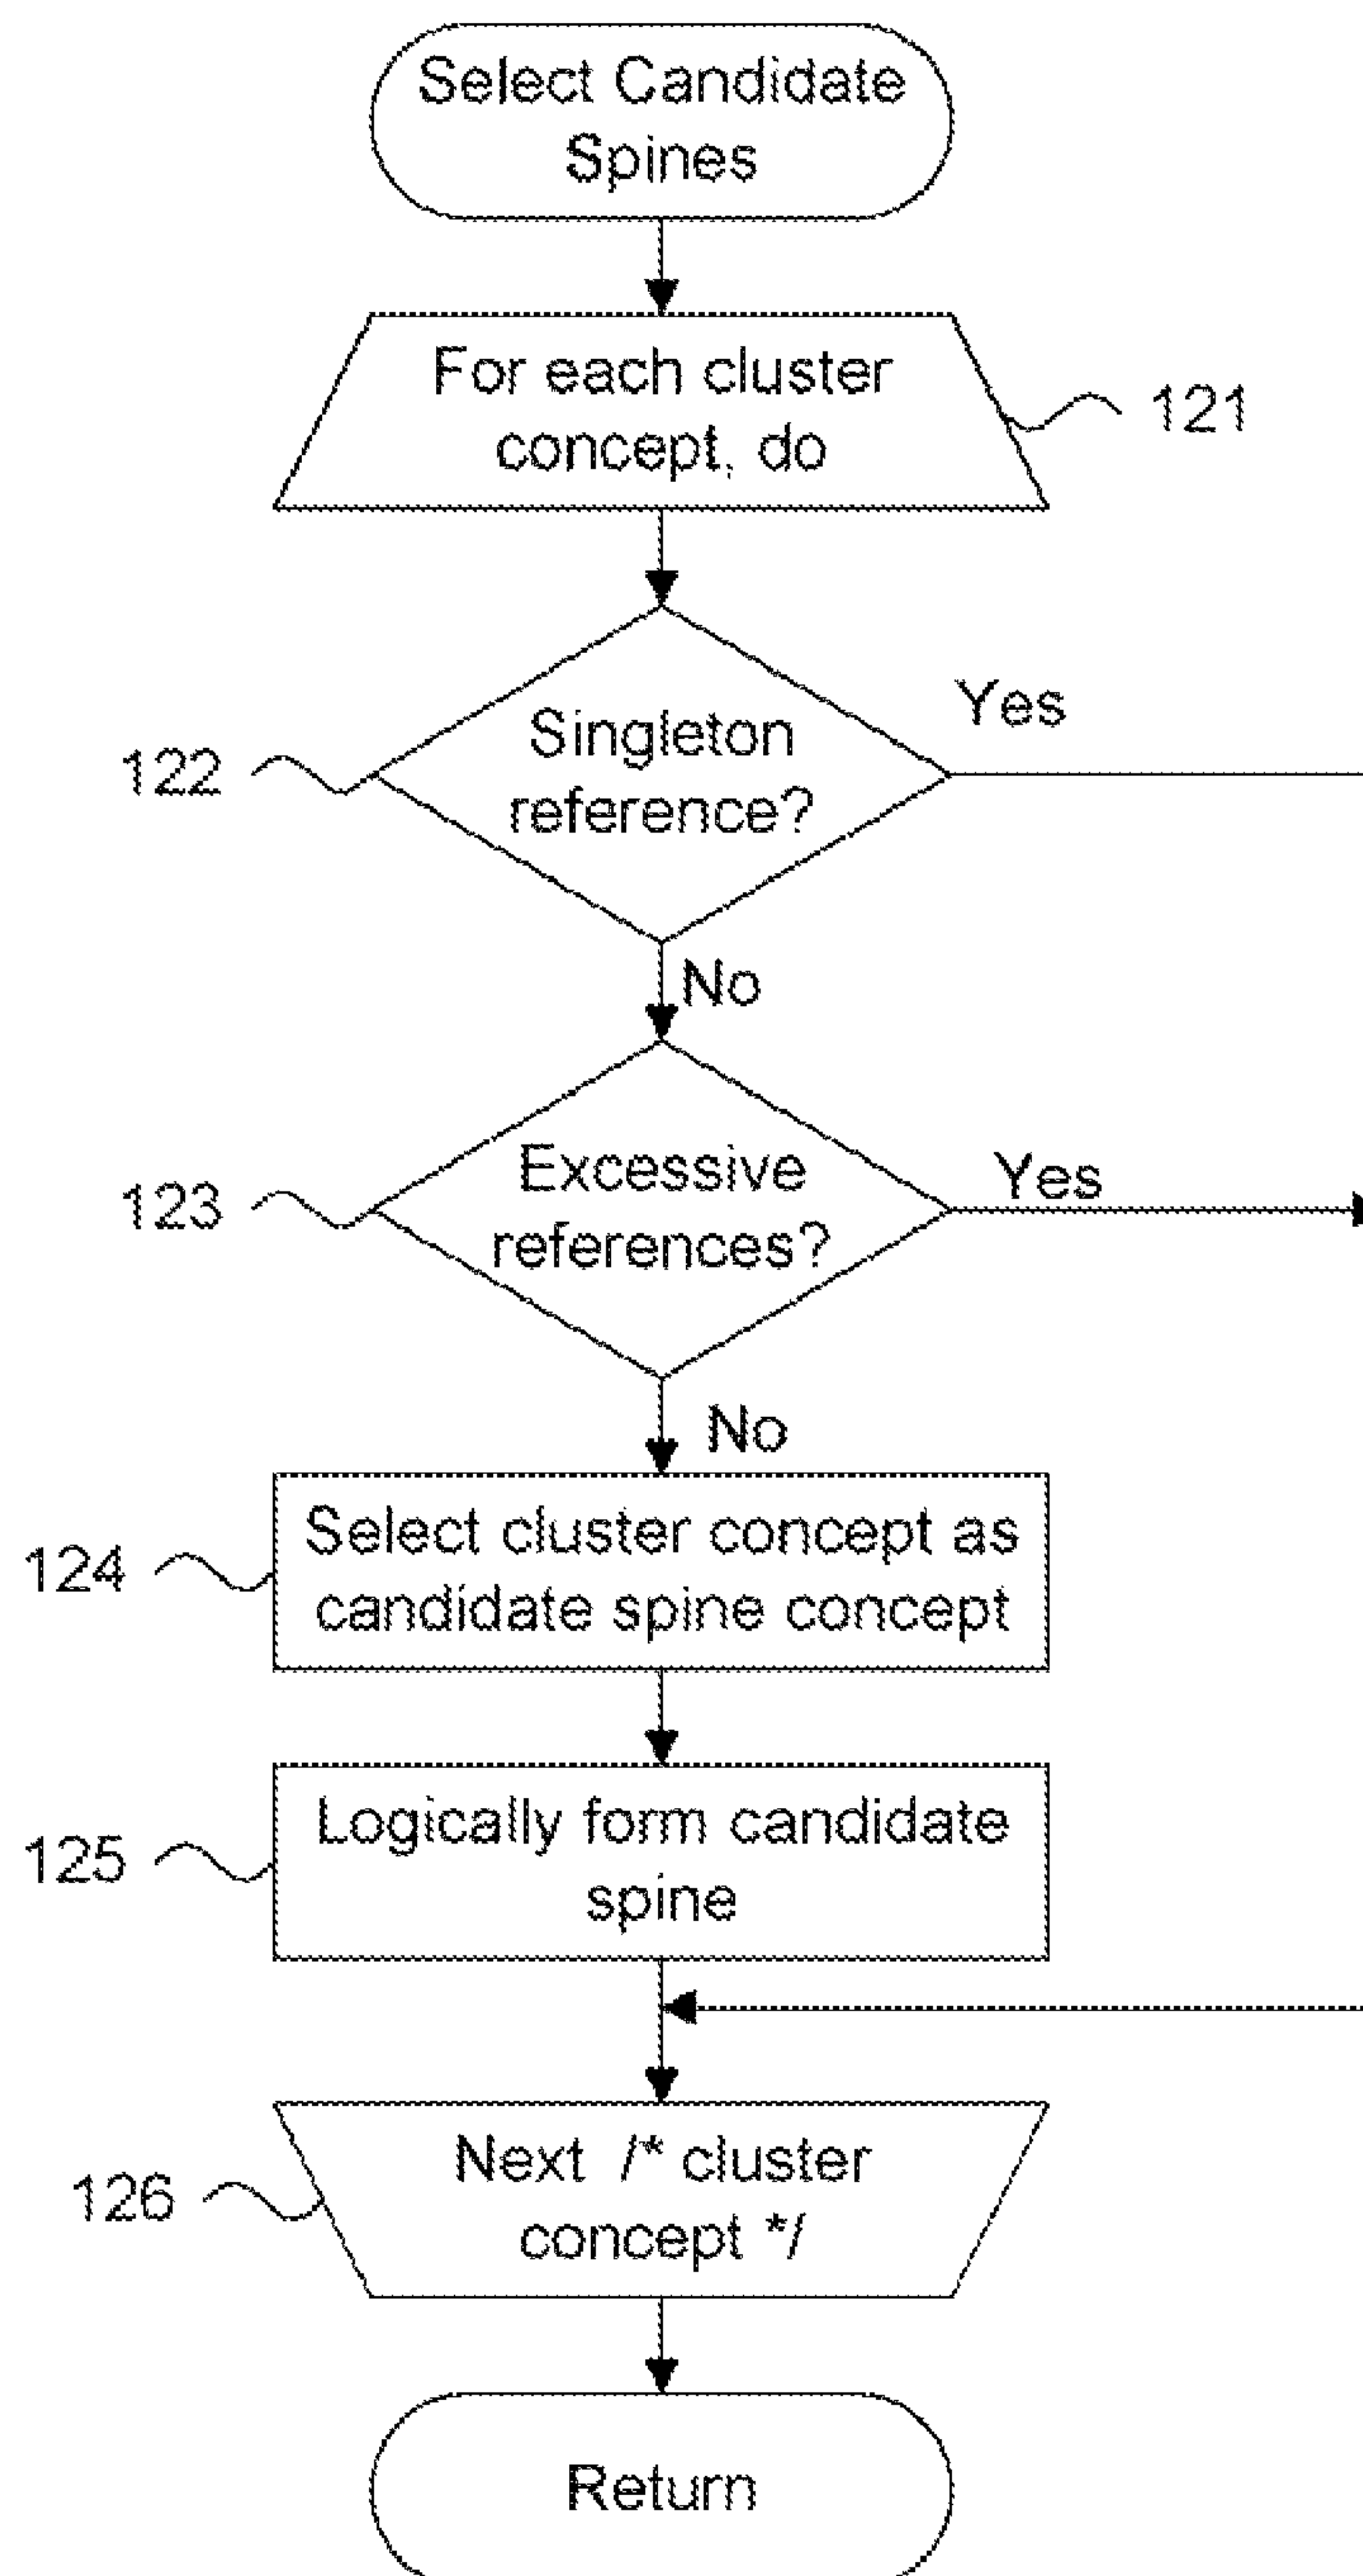 Select Candidate
Spines
For each cluster
concept, do
121
Singleton
reference?
122
Yes
No
Excessive
references?
123
Yes
No
Select cluster concept as
candidate spine concept
124
Logically form candidate
spine
125
Next /* cluster
concept */
126
Return